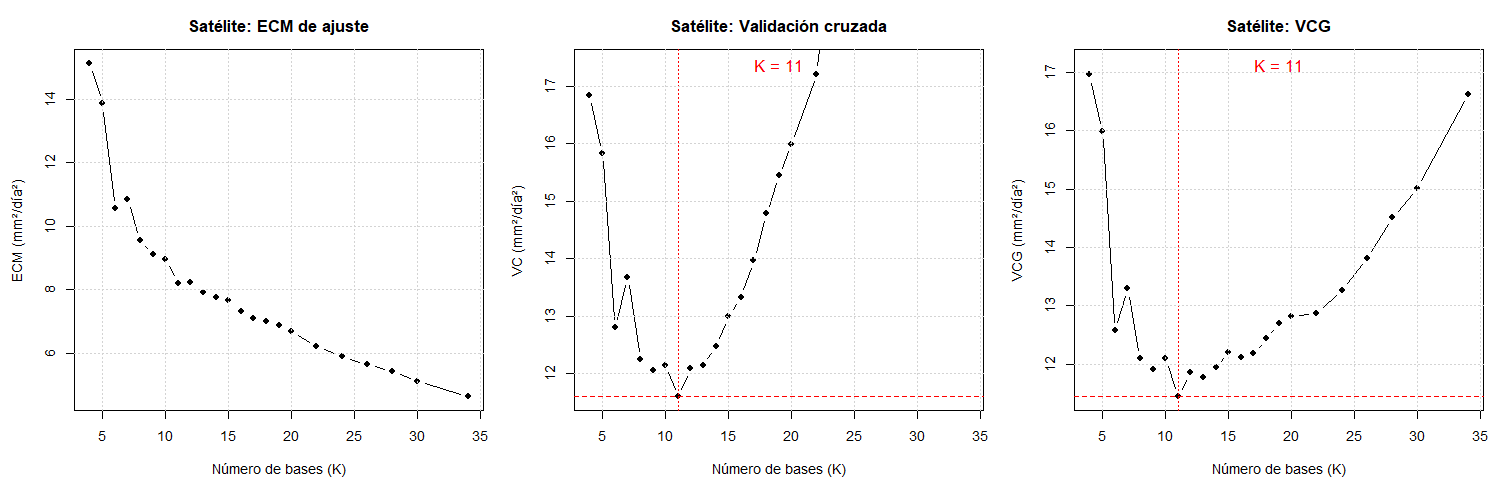 Satélite: ECM de ajuste
14
12
10
8
6
ECM (mm²/día²)
5 10 15 20 25 30 35
Número de bases (K)
Satélite: Validación cruzada
K = 11
17
16
15
14
13
12
VC (mm²/día²)
5 10 15 20 25 30 35
Número de bases (K)
Satélite: VCG
K = 11
17
16
15
14
13
12
VCG (mm²/día²)
5 10 15 20 25 30 35
Número de bases (K)